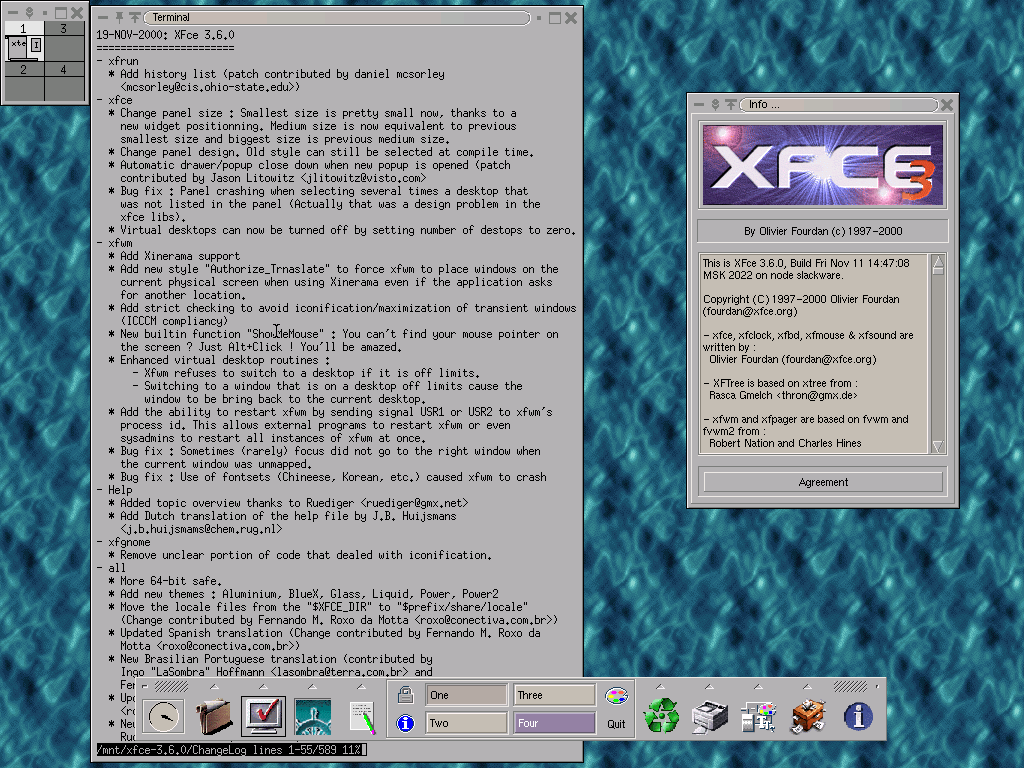 1 3
xte
2 4
Terminal
19-NOV-2000: XFce 3.6.0
=======================
- xfrun
* Add history list (patch contributed by daniel mcsorley
<mcsorley@cis.ohio-state.edu>)
- xfce
* Change panel size : Smallest size is pretty small now, thanks to a
new widget positionning. Medium size is now equivalent to previous
smallest size and biggest size is previous medium size.
* Change panel design. Old style can still be selected at compile time.
* Automatic drawer/popup close down when new popup is opened (patch
contributed by Jason Litowitz <jlitowitz@visto.com>
* Bug fix : Panel crashing when selecting several times a desktop that
was not listed in the panel (Actually that was a design problem in the
xfce libs).
* Virtual desktops can now be turned off by setting number of destops to zero.
- xfwm
* Add Xinerama support
* Add new style "Authorize_Trnaslate" to force xfwm to place windows on the
current physical screen when using Xinerama even if the application asks
for another location.
* Add strict checking to avoid iconification/maximization of transient windows
(ICCCM compliancy)
* New builtin function "ShowMeMouse" : You can't find your mouse pointer on
the screen ? Just Alt+Click ! You'll be amazed.
* Enhanced virtual desktop routines :
- Xfwm refuses to switch to a desktop if it is off limits.
- Switching to a window that is on a desktop off limits cause the
window to be bring back to the current desktop.
* Add the ability to restart xfwm by sending signal USR1 or USR2 to xfwm's
process id. This allows external programs to restart xfwm or even
sysadmins to restart all instances of xfwm at once.
* Bug fix : Sometimes (rarely) focus did not go to the right window when
the current window was unmapped.
* Bug fix : Use of fontsets (Chineese, Korean, etc.) caused xfwm to crash
- Help
* Added topic overview thanks to Ruediger <ruediger@gmx.net>
* Add Dutch translation of the help file by J.B. Huijsmans
<j.b.huijsmams@chem.rug.nl>
- xfgnome
* Remove unclear portion of code that dealed with iconification.
- all
* More 64-bit safe.
* Add new themes : Aluminium, BlueX, Glass, Liquid, Power, Power2
* Move the locale files from the "$XFCE_DIR" to "$prefix/share/locale"
(Change contributed by Fernando M. Roxo da Motta <roxo@conectiva.com.br>)
* Updated Spanish translation (Change contributed by Fernando M. Roxo da
Motta <roxo@conectiva.com.br>)
* New Brasilian Portuguese translation (contributed by
Ingo "LaSombra" Hoffmann <lasombra@terra.com.br> and
/mnt/xfce-3.6.0/ChangeLog lines 1-55/589 11%
Info ...
XFCE 3
By Olivier Fourdan (c) 1997-2000
This is XFce 3.6.0, Build Fri Nov 11 14:47:08
MSK 2022 on node slackware.
Copyright (C) 1997-2000 Olivier Fourdan
(fourdan@xfce.org)
- xfce, xfclock, xfbd, xfmouse & xfsound are
written by :
Olivier Fourdan (fourdan@xfce.org)
- XFTree is based on xtree from :
Rasca Gmelch <thron@gmx.de>
- xfwm and xfpager are based on fvwm and
fvwm2 from :
Robert Nation and Charles Hines
Agreement
One Three
Two Four Quit